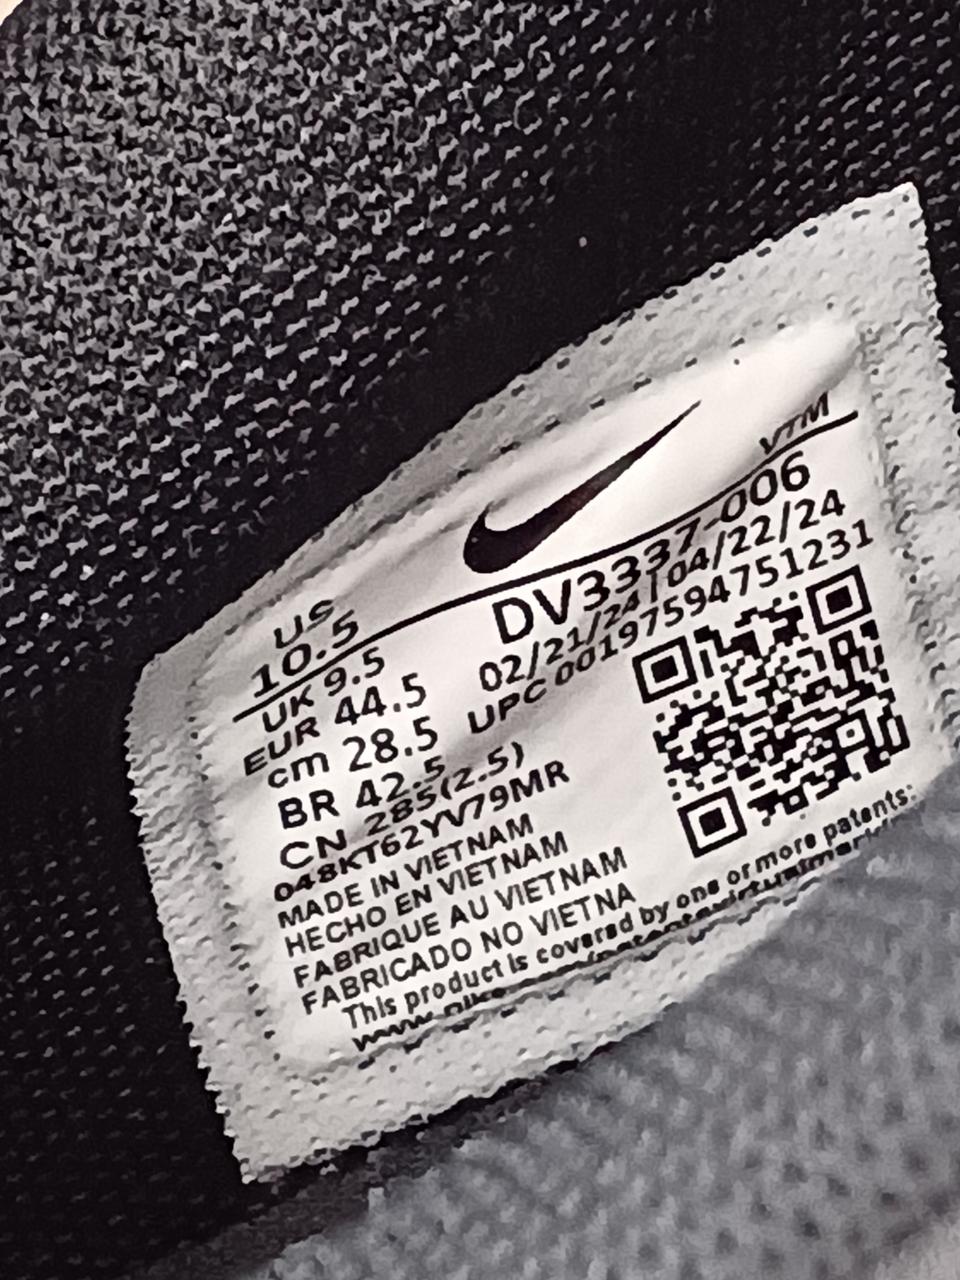 VTM
US
10.5
UK 9.5
EUR 44.5
cm 28.5
BR 42.5
CN 285(2.5)
DV3337-006
02/21/24|04/22/24
UPC 00197594751231
048KT62YV79MR
MADE IN VIETNAM
HECHO EN VIETNAM
FABRIQUE AU VIETNAM
FABRICADO NO VIETNA
This product is covered by one or more patents: